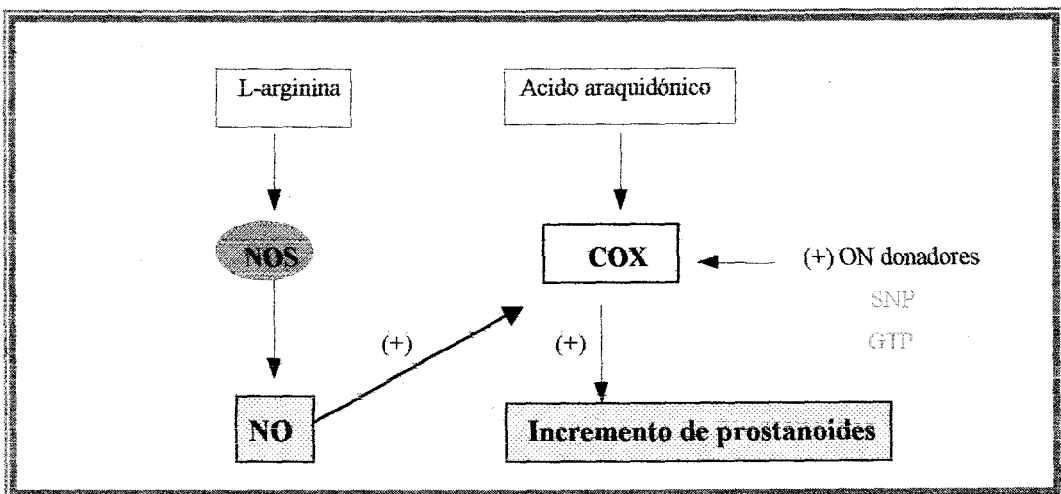 L-arginina
Acido araquidónico
NOS
COX
(+) ON donadores
SNP
GTP
(+)
(+)
NO
Incremento de prostanoides